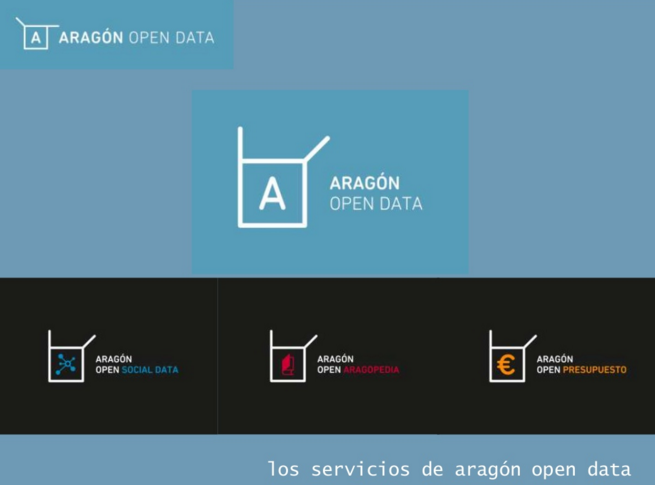 A ARAGÓN OPEN DATA
A
ARAGÓN
OPEN DATA
ARAGÓN
OPEN SOCIAL DATA
ARAGÓN
OPEN ARAGOPEDIA
€
ARAGÓN
OPEN PRESUPUESTO
los servicios de aragón open data